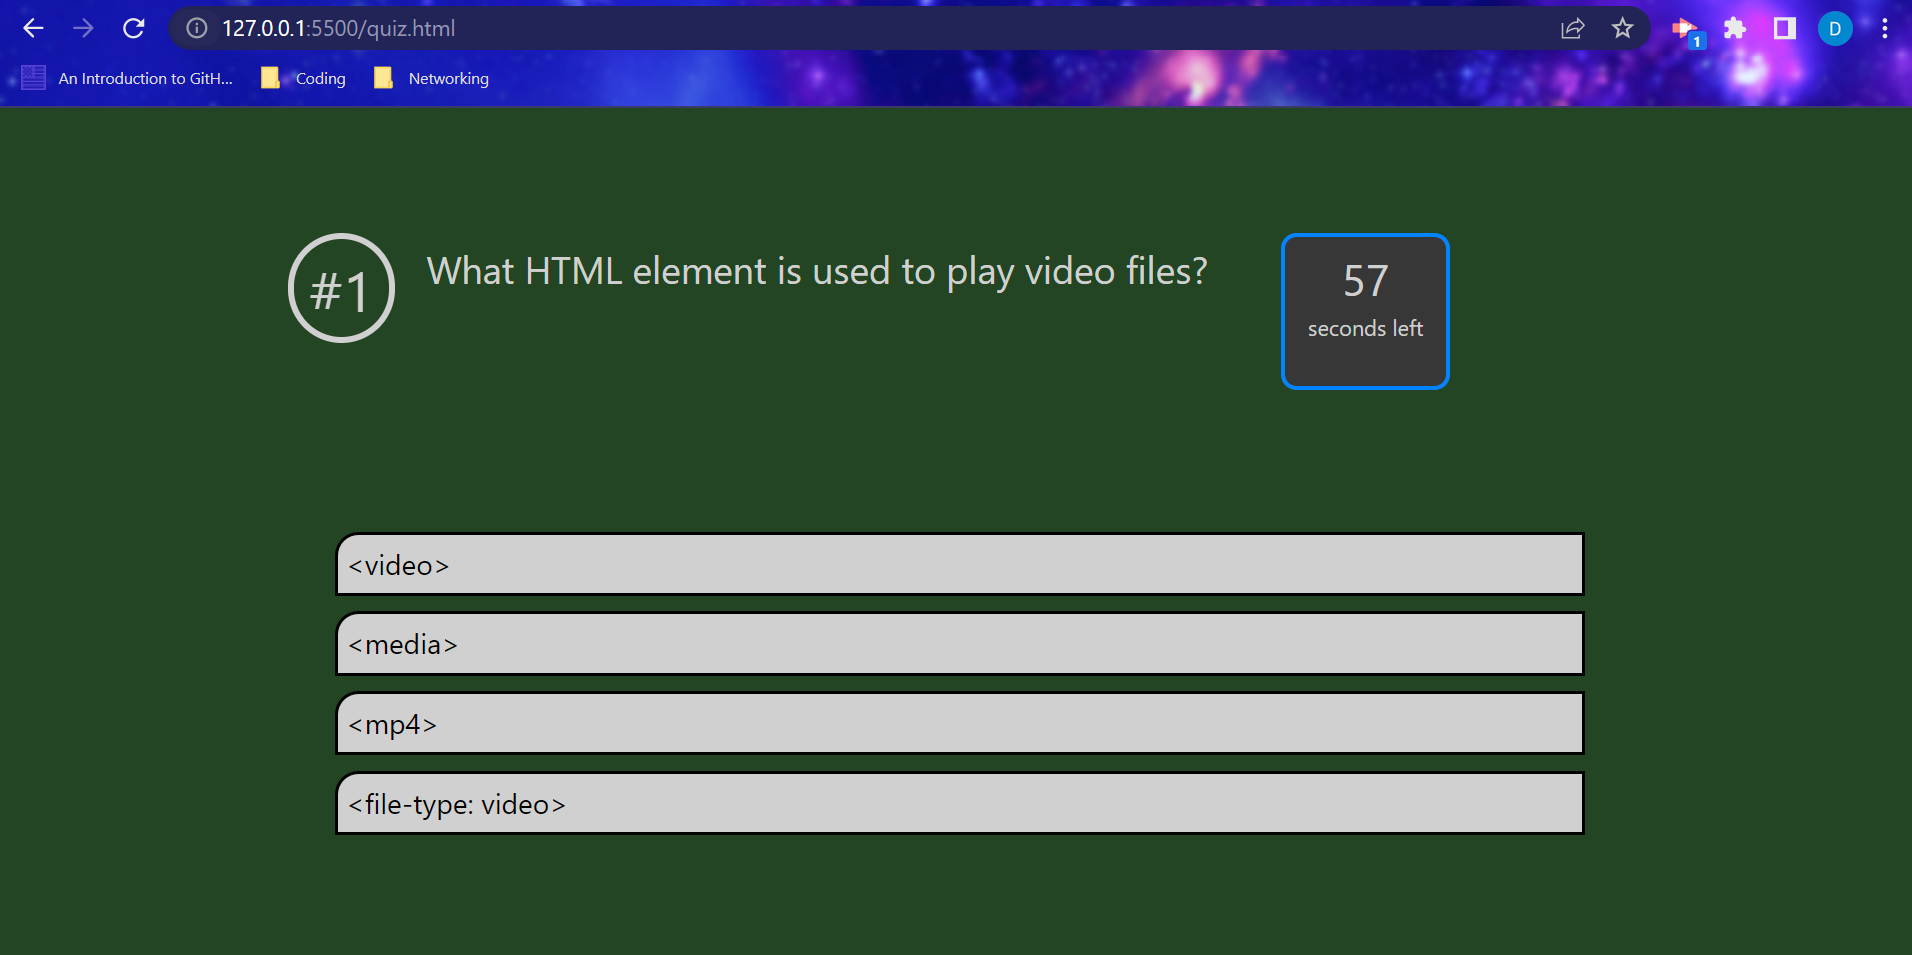 127.0.0.1:5500/quiz.html
1
D
An Introduction to GitH...
Coding
Networking
#1
What HTML element is used to play video files?
57
seconds left
<video>
<media>
<mp4>
<file-type: video>